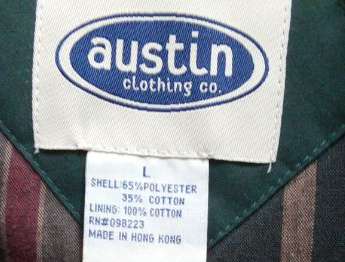 austin
clothing co.
L
SHELL:65%POLYESTER
35% COTTON
LINING: 100% COTTON
RN#098223
MADE IN HONG KONG